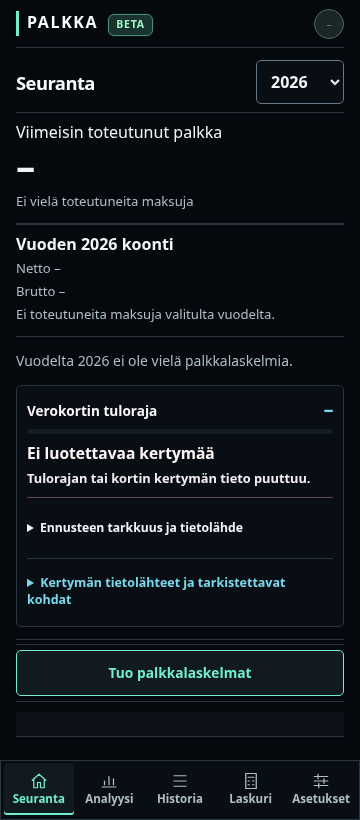 PALKKA BETA –
Seuranta 2026
Viimeisin toteutunut palkka
–
Ei vielä toteutuneita maksuja
Vuoden 2026 koonti
Netto –
Brutto –
Ei toteutuneita maksuja valitulta vuodelta.
Vuodelta 2026 ei ole vielä palkkalaskelmia.
Verokortin tuloraja –
Ei luotettavaa kertymää
Tulorajan tai kortin kertymän tieto puuttuu.
▶ Ennusteen tarkkuus ja tietolähde
▶ Kertymän tietolähteet ja tarkistettavat
kohdat
Tuo palkkalaskelmat
Seuranta Analyysi Historia Laskuri Asetukset